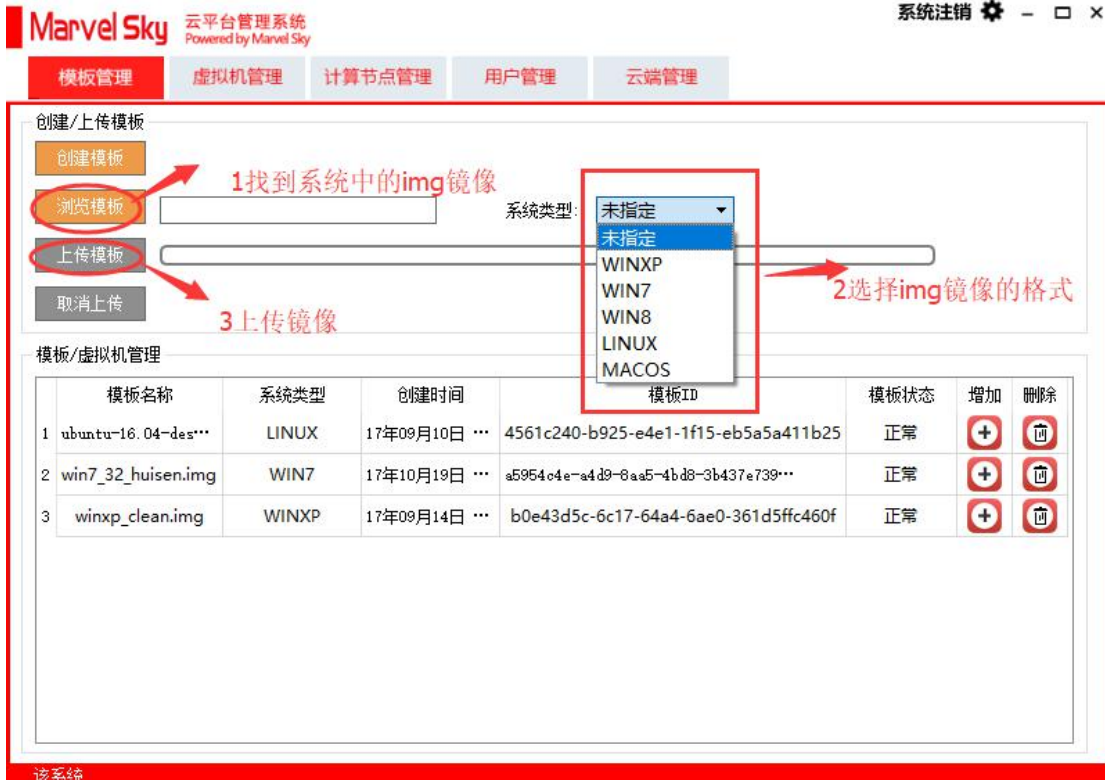 Marvel Sky 云平台管理系统 系统注销
Powered by Marvel Sky
模板管理 虚拟机管理 计算节点管理 用户管理 云端管理
创建/上传模板
创建模板
1找到系统中的img镜像
浏览模板 系统类型: 未指定
未指定
上传模板
WINXP
2选择img镜像的格式
WIN7
取消上传
3上传镜像
WIN8
LINUX
MACOS
模板/虚拟机管理
模板名称 系统类型 创建时间 模板ID 模板状态 增加 删除
1 ubuntu-16.04-des… LINUX 17年09月10日 … 4561c240-b925-e4e1-1f15-eb5a5a411b25 正常
2 win7_32_huisen.img WIN7 17年10月19日 … a5954c4e-a4d9-8aa5-4bd8-3b437e739… 正常
3 winxp_clean.img WINXP 17年09月14日 … b0e43d5c-6c17-64a4-6ae0-361d5ffc460f 正常
该系统